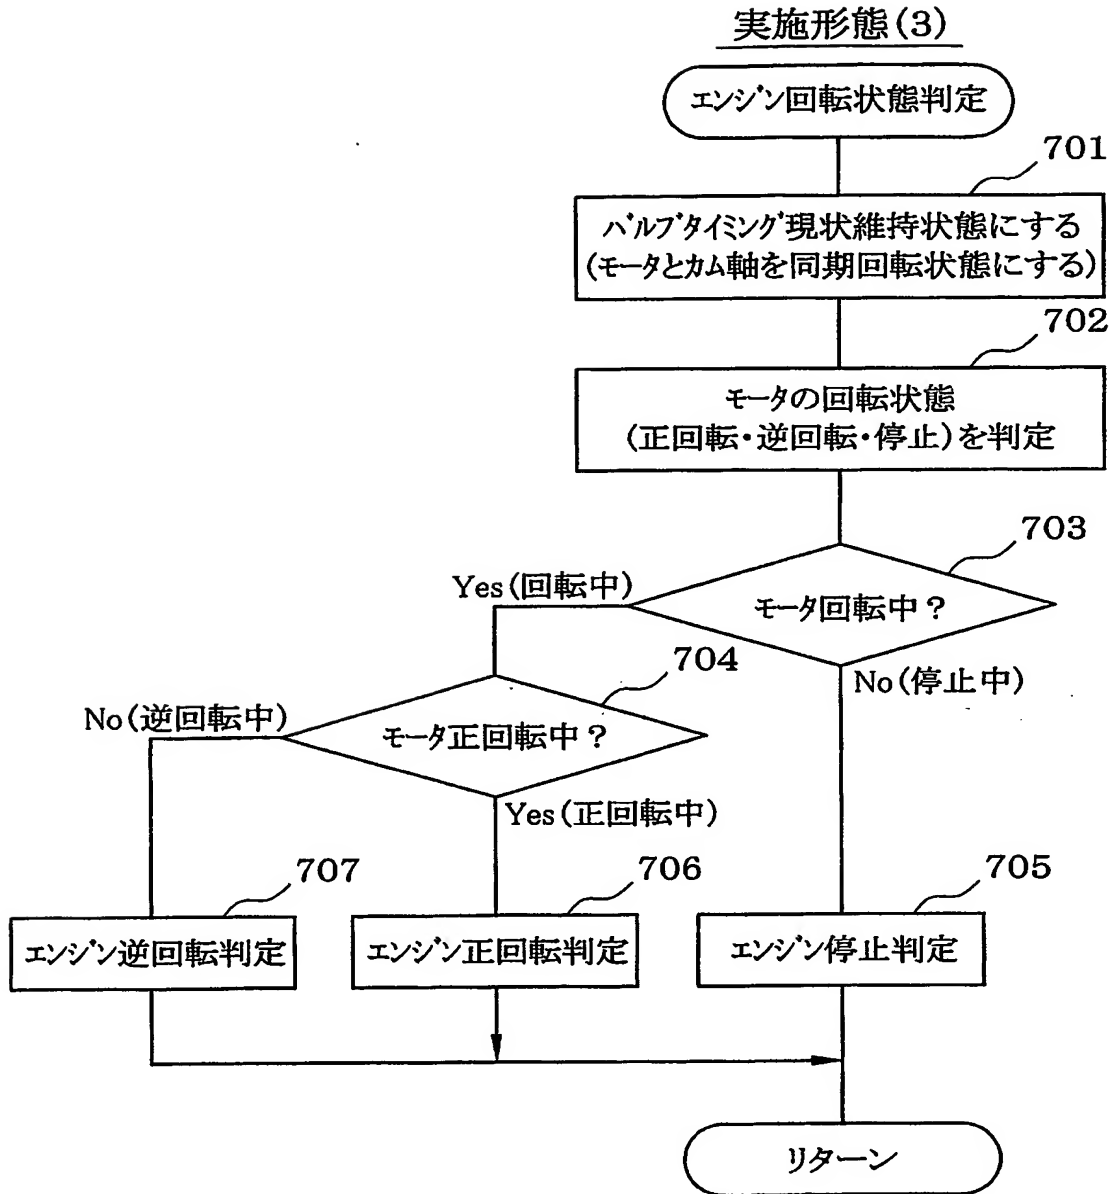 実施形態(3)
エンジン回転状態判定
701
バルブタイミング現状維持状態にする
(モータとカム軸を同期回転状態にする)
702
モータの回転状態
(正回転・逆回転・停止)を判定
703
Yes(回転中)
モータ回転中?
704
No(停止中)
No(逆回転中)
モータ正回転中?
Yes(正回転中)
707
706
705
エンジン逆回転判定
エンジン正回転判定
エンジン停止判定
リターン